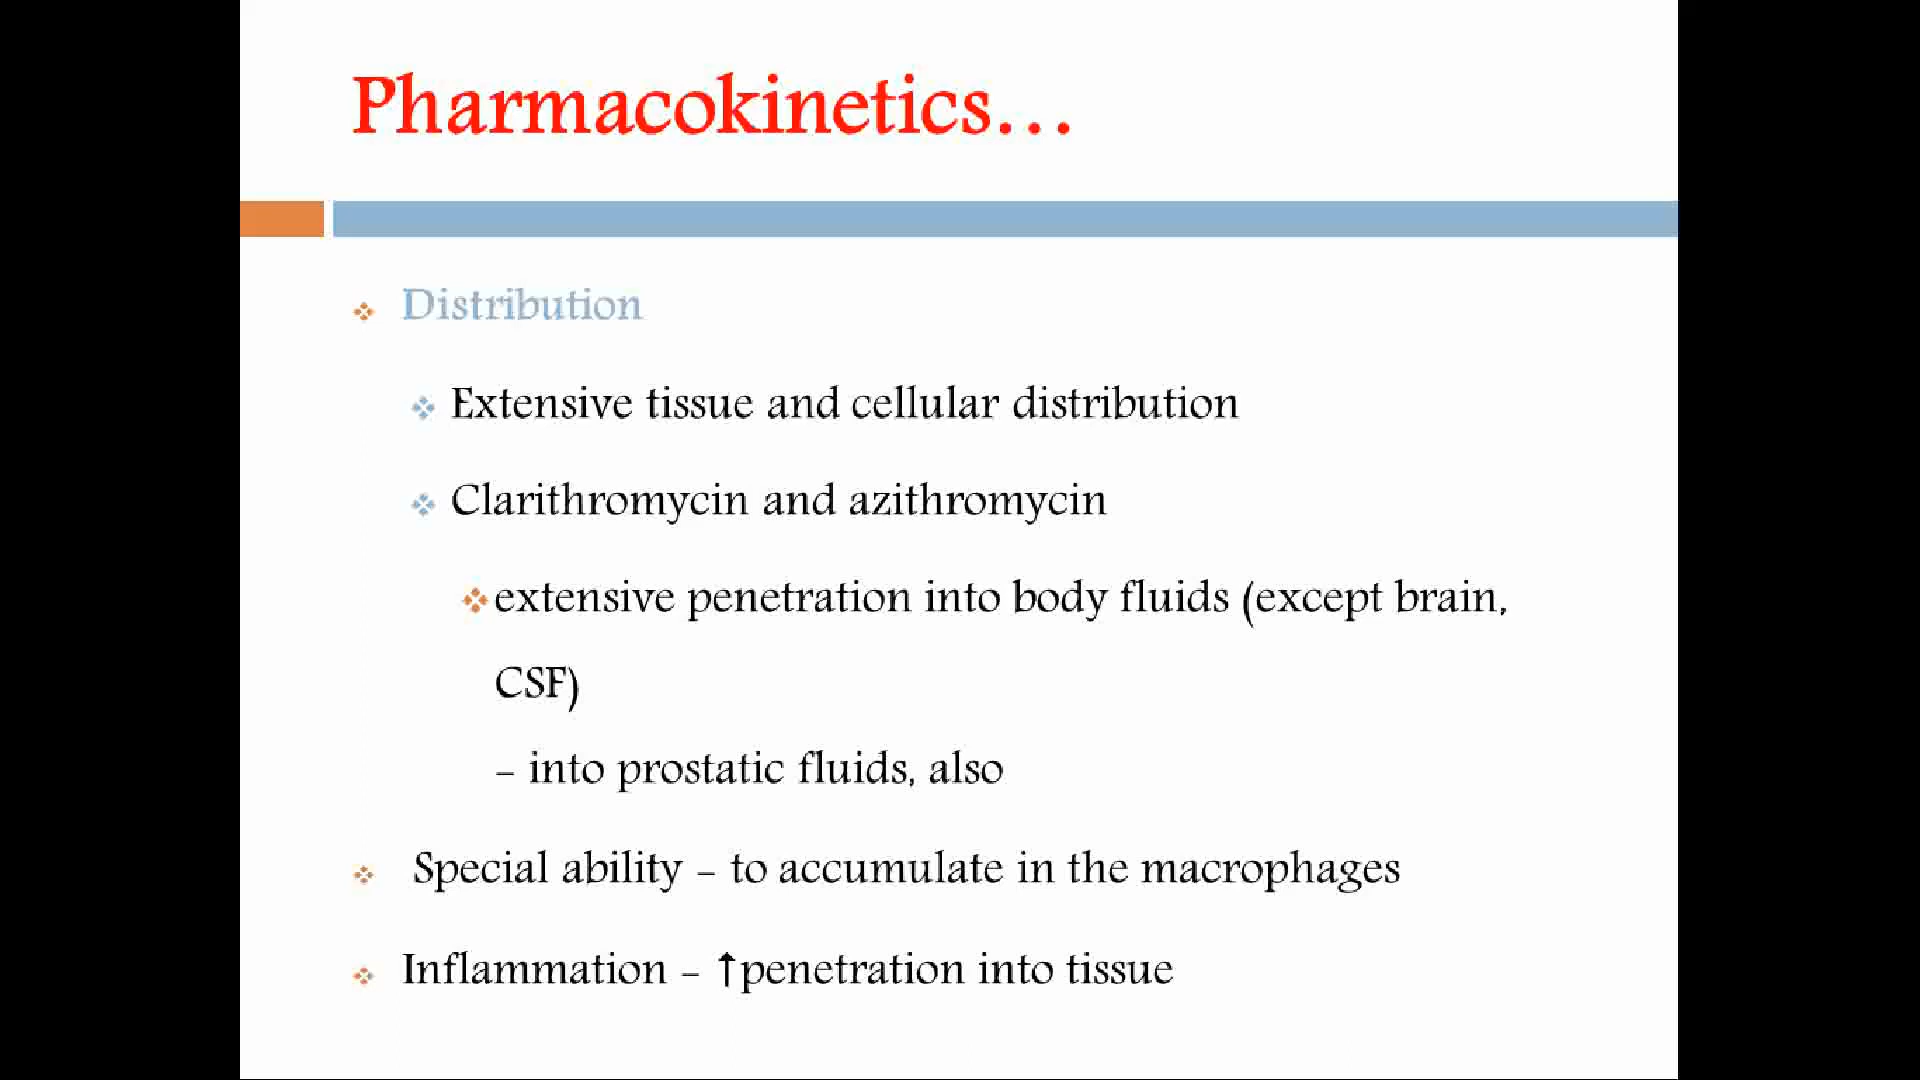 Pharmacokinetics...
Distribution
Extensive tissue and cellular distribution
Clarithromycin and azithromycin
extensive penetration into body fluids (except brain,
CSF)
– into prostatic fluids, also
Special ability – to accumulate in the macrophages
Inflammation – ↑penetration into tissue